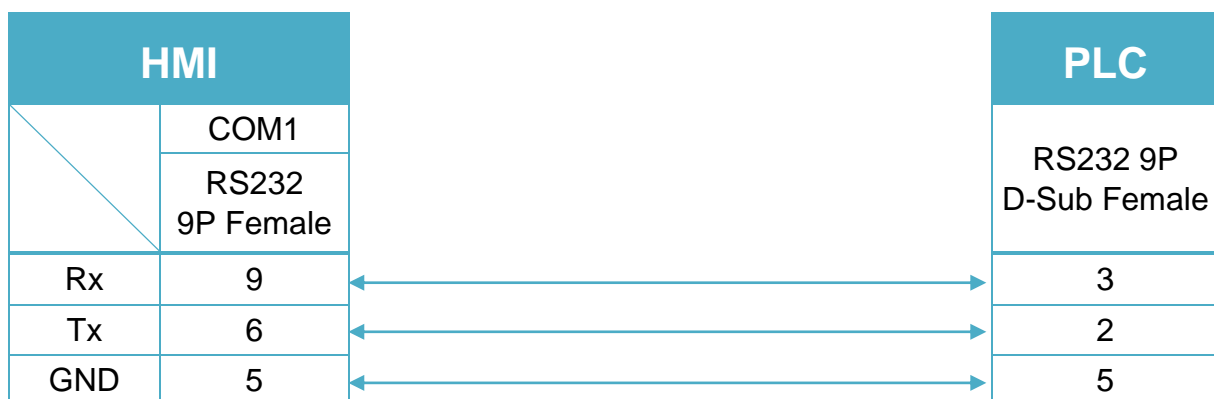 HMI
PLC
COM1
RS232
9P Female
RS232 9P
D-Sub Female
Rx 9 3
Tx 6 2
GND 5 5